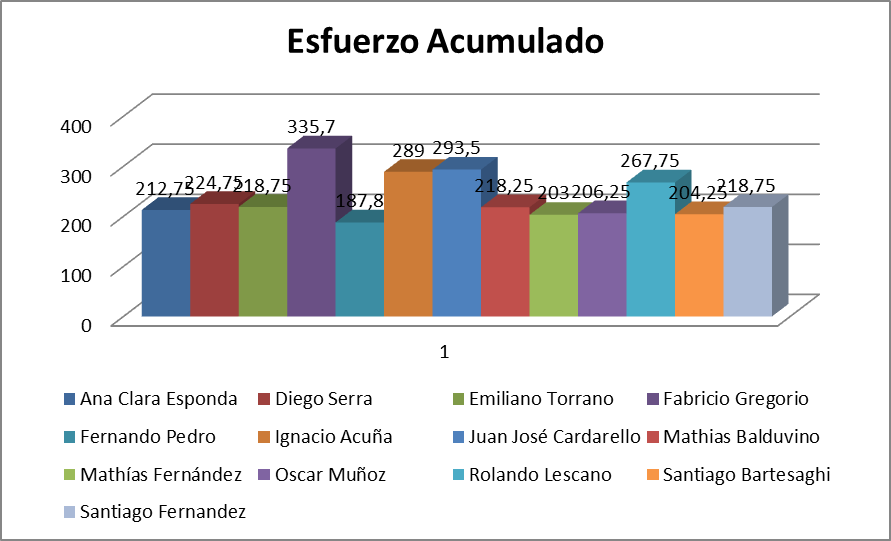 Esfuerzo Acumulado
400
300
200
100
0
212,75
224,75
218,75
335,7
187,8
289
293,5
218,25
203
206,25
267,75
204,25
218,75
1
Ana Clara Esponda
Diego Serra
Emiliano Torrano
Fabricio Gregorio
Fernando Pedro
Ignacio Acuña
Juan José Cardarello
Mathias Balduvino
Mathías Fernández
Oscar Muñoz
Rolando Lescano
Santiago Bartesaghi
Santiago Fernandez